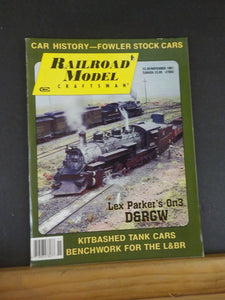 CAR HISTORY—FOWLER STOCK CARS
RAILROAD
MODEL
CRAFTSMAN
Lex Parker's On3
D&RGW
KITBASHED TANK CARS
BENCHWORK FOR THE L&BR